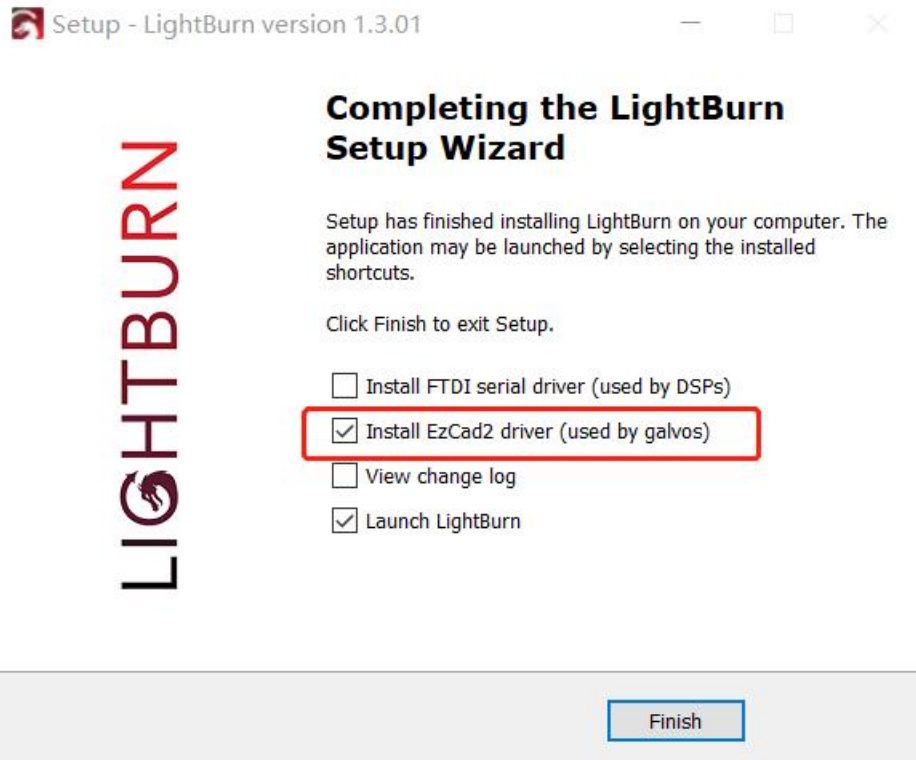 Setup - LightBurn version 1.3.01
LIGHTBURN
Completing the LightBurn
Setup Wizard
Setup has finished installing LightBurn on your computer. The
application may be launched by selecting the installed
shortcuts.
Click Finish to exit Setup.
Install FTDI serial driver (used by DSPs)
Install EzCad2 driver (used by galvos)
View change log
Launch LightBurn
Finish